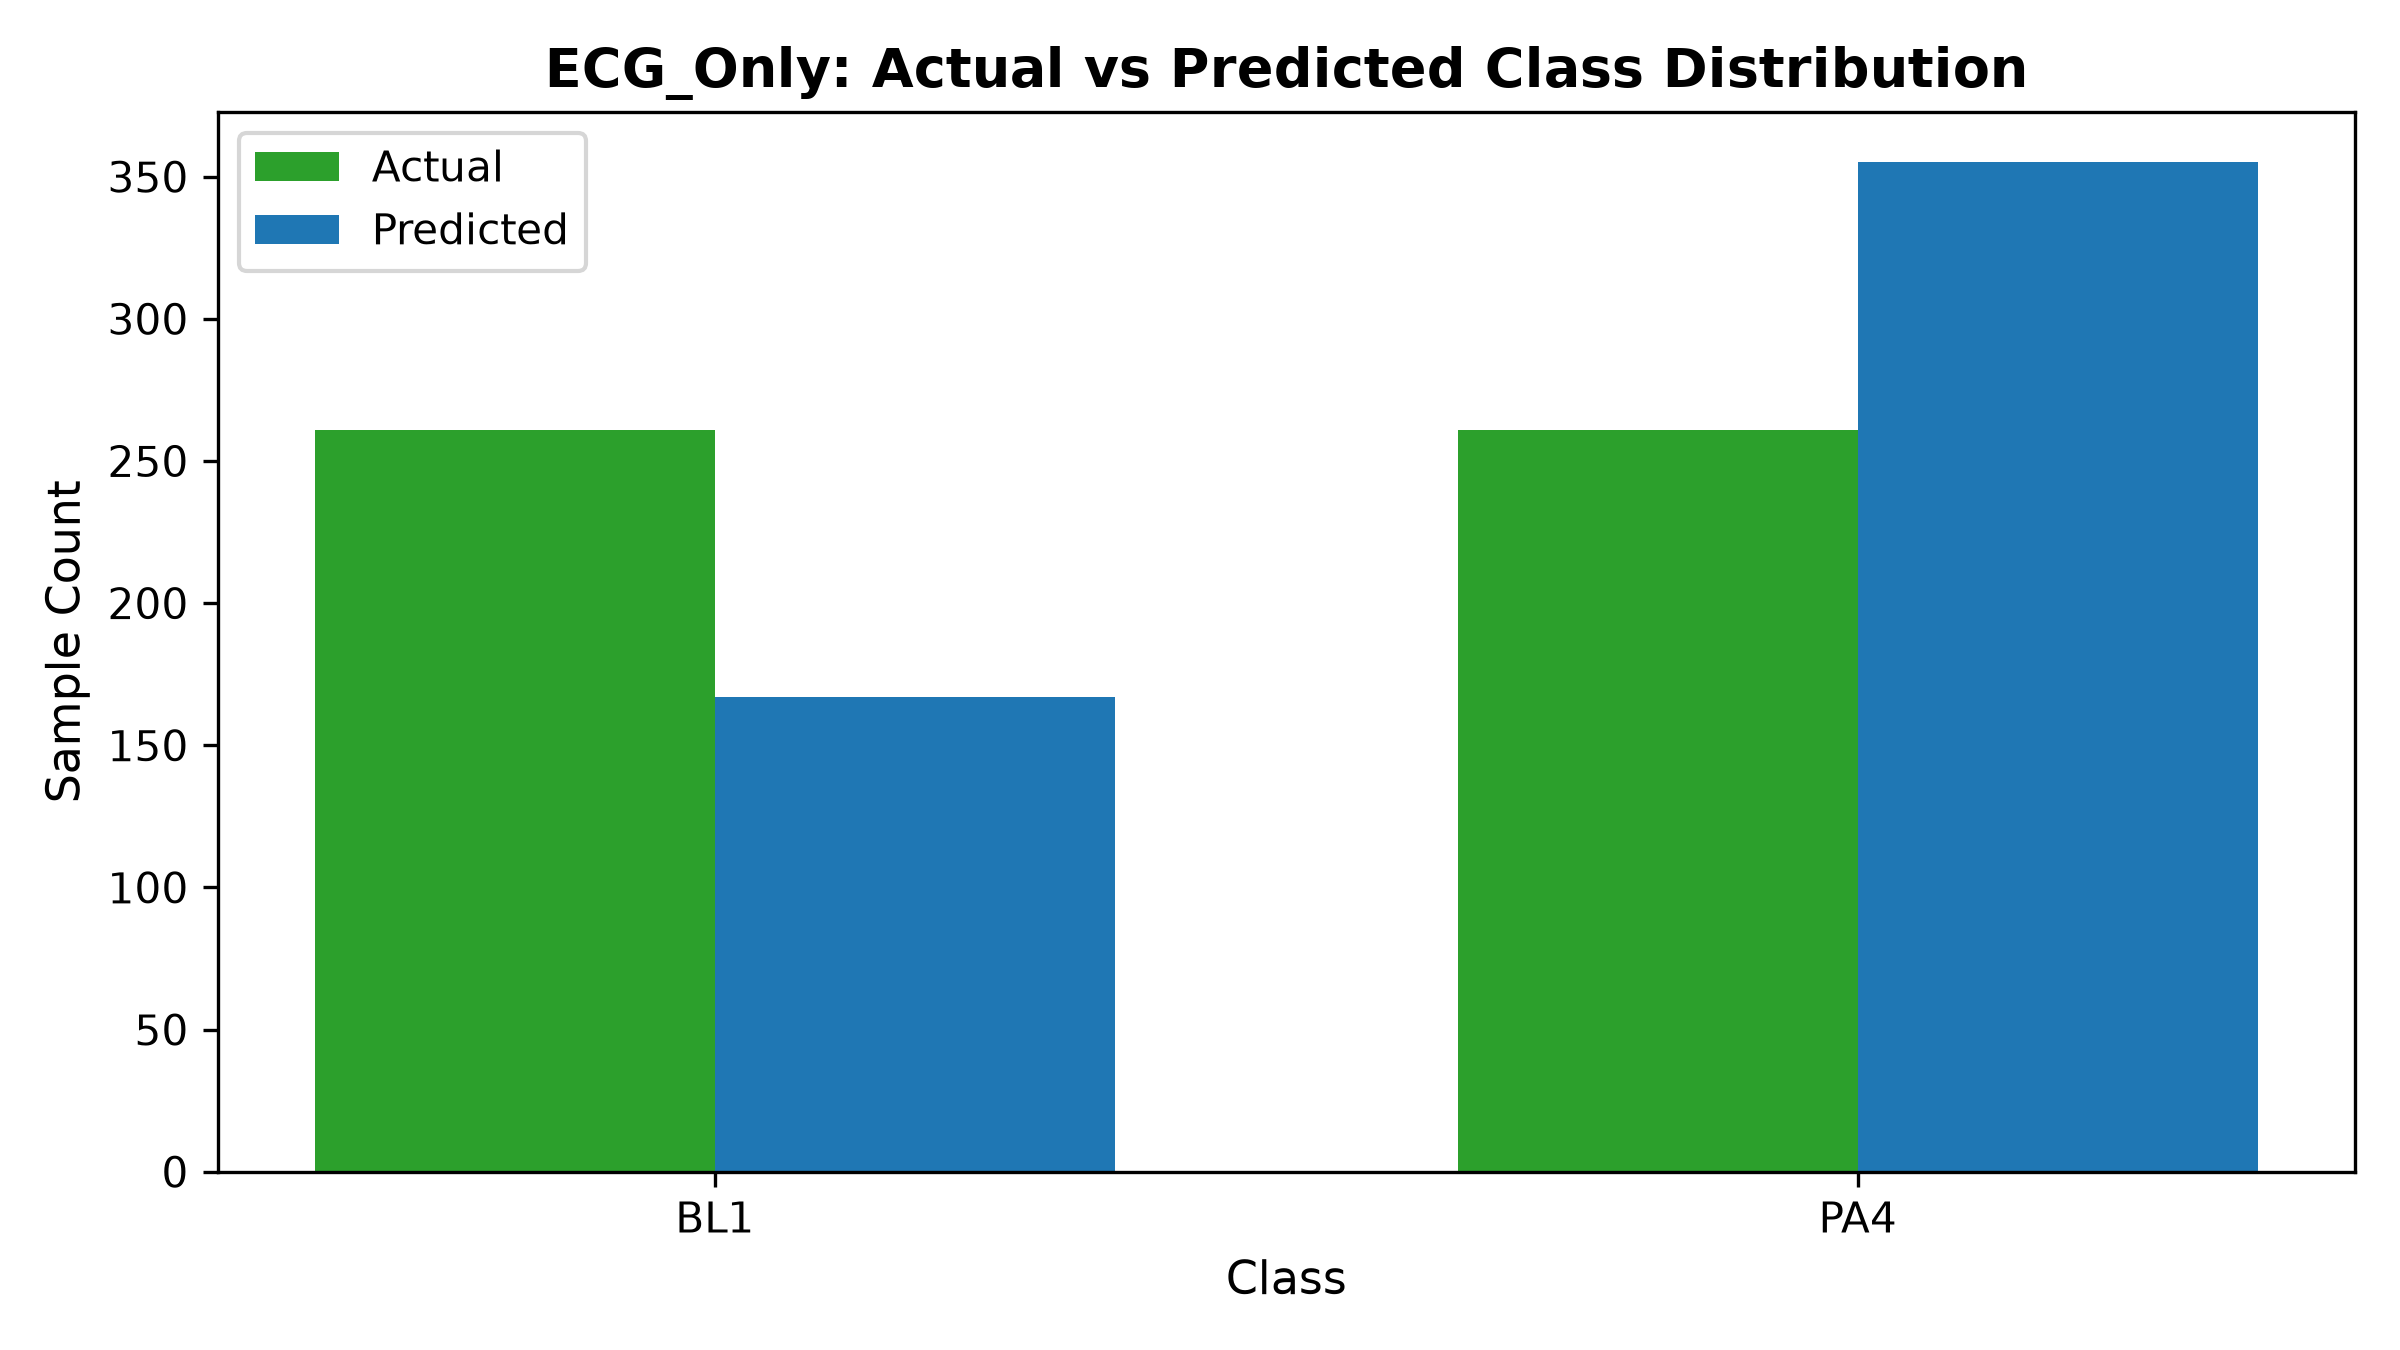 ECG_Only: Actual vs Predicted Class Distribution
Actual
Predicted
350
300
250
200
150
100
50
0
Sample Count
BL1
PA4
Class